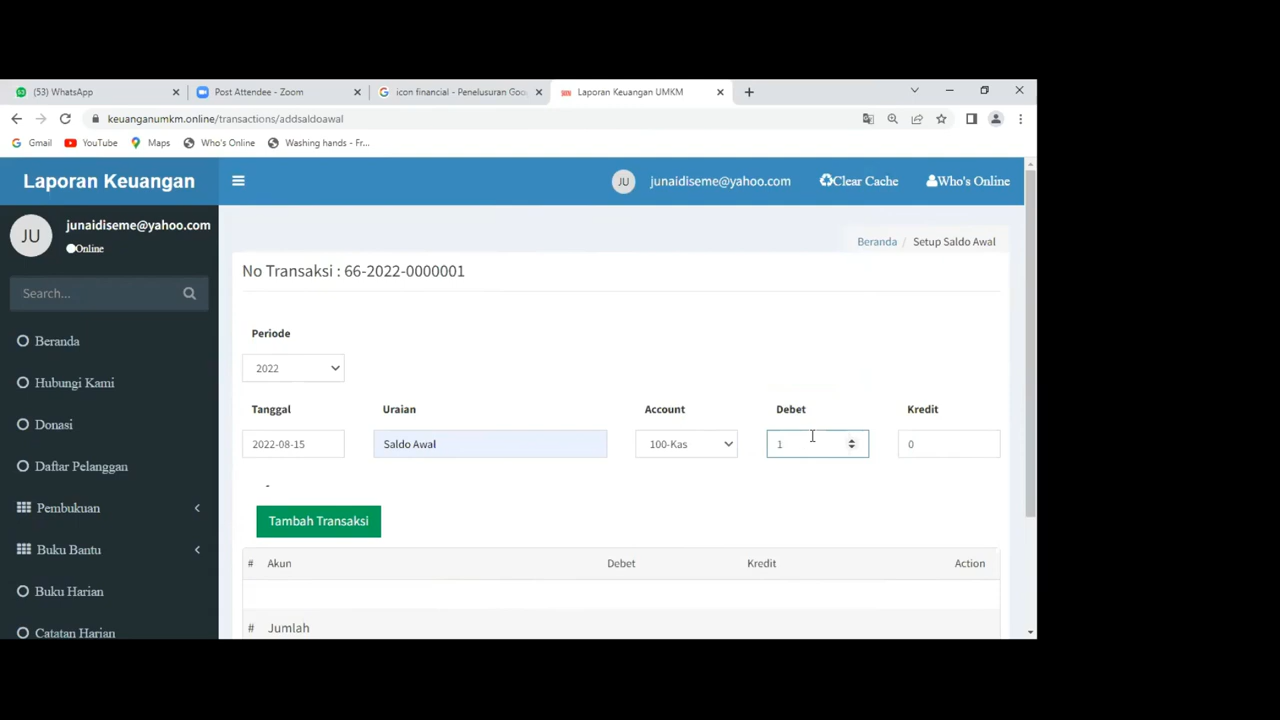 (53) WhatsApp
Post Attendee - Zoom
icon financial - Penelusuran Goo
Laporan Keuangan UMKM
keuanganumkm.online/transactions/addsaldoawal
Gmail
YouTube
Maps
Who's Online
Washing hands - Fr...
Laporan Keuangan
JU
junaidiseme@yahoo.com
Clear Cache
Who's Online
JU
junaidiseme@yahoo.com
Online
Search...
Beranda
Hubungi Kami
Donasi
Daftar Pelanggan
Pembukuan
Buku Bantu
Buku Harian
Catatan Harian
Beranda / Setup Saldo Awal
No Transaksi : 66-2022-0000001
Periode
2022
Tanggal Uraian Account Debet Kredit
2022-08-15 Saldo Awal 100-Kas 1 0
-
Tambah Transaksi
# Akun Debet Kredit Action
# Jumlah